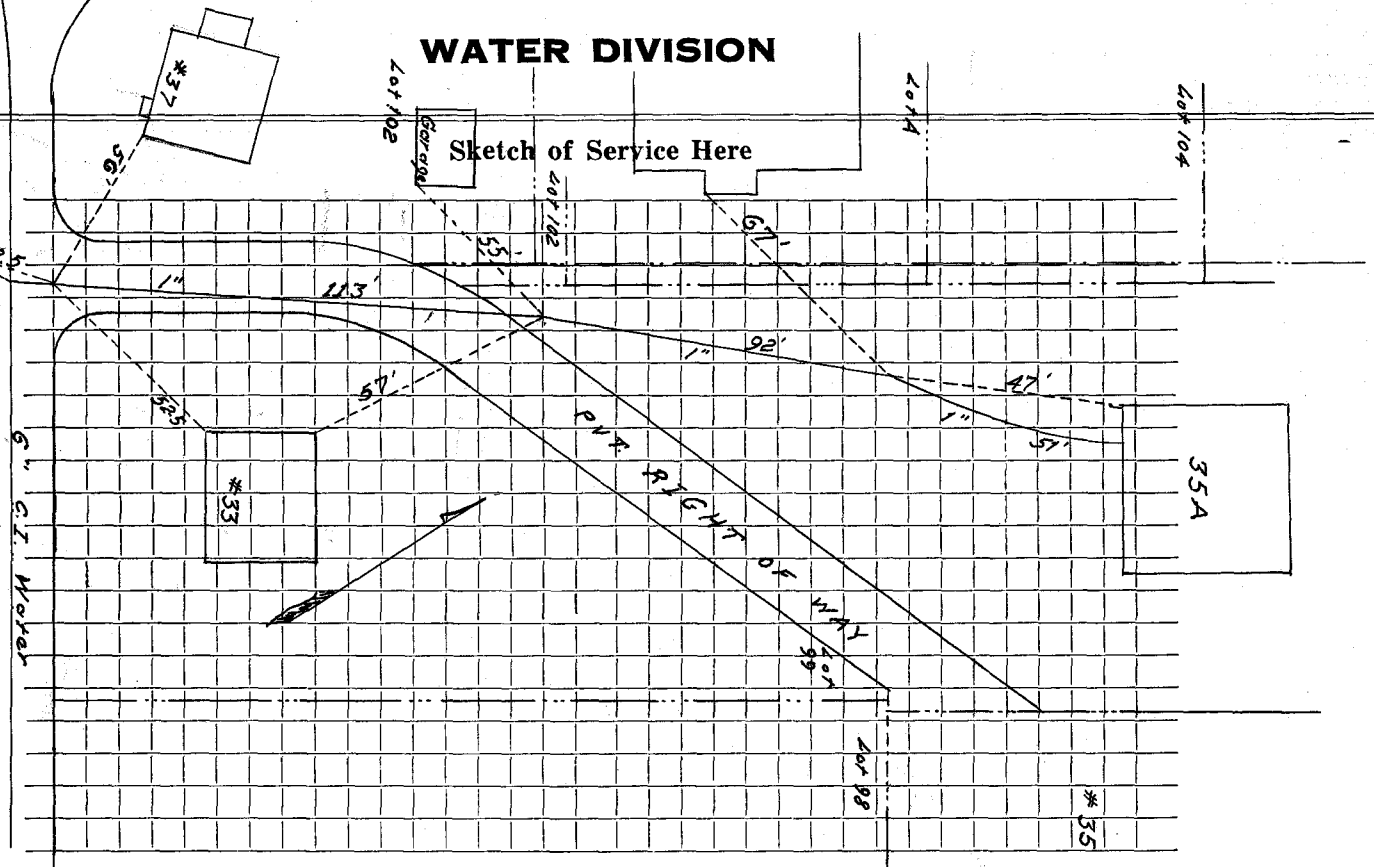 WATER DIVISION
Sketch of Service Here
#37
Lot 102
Garage
Lot 102
Lot A
Lot 104
56'
55'
67'
1"
113'
1"
92'
47'
1"
51'
52.5
57'
#33
35A
PVT RIGHT OF WAY
6" C.I. Water
Lot 99
Lot 98
#35